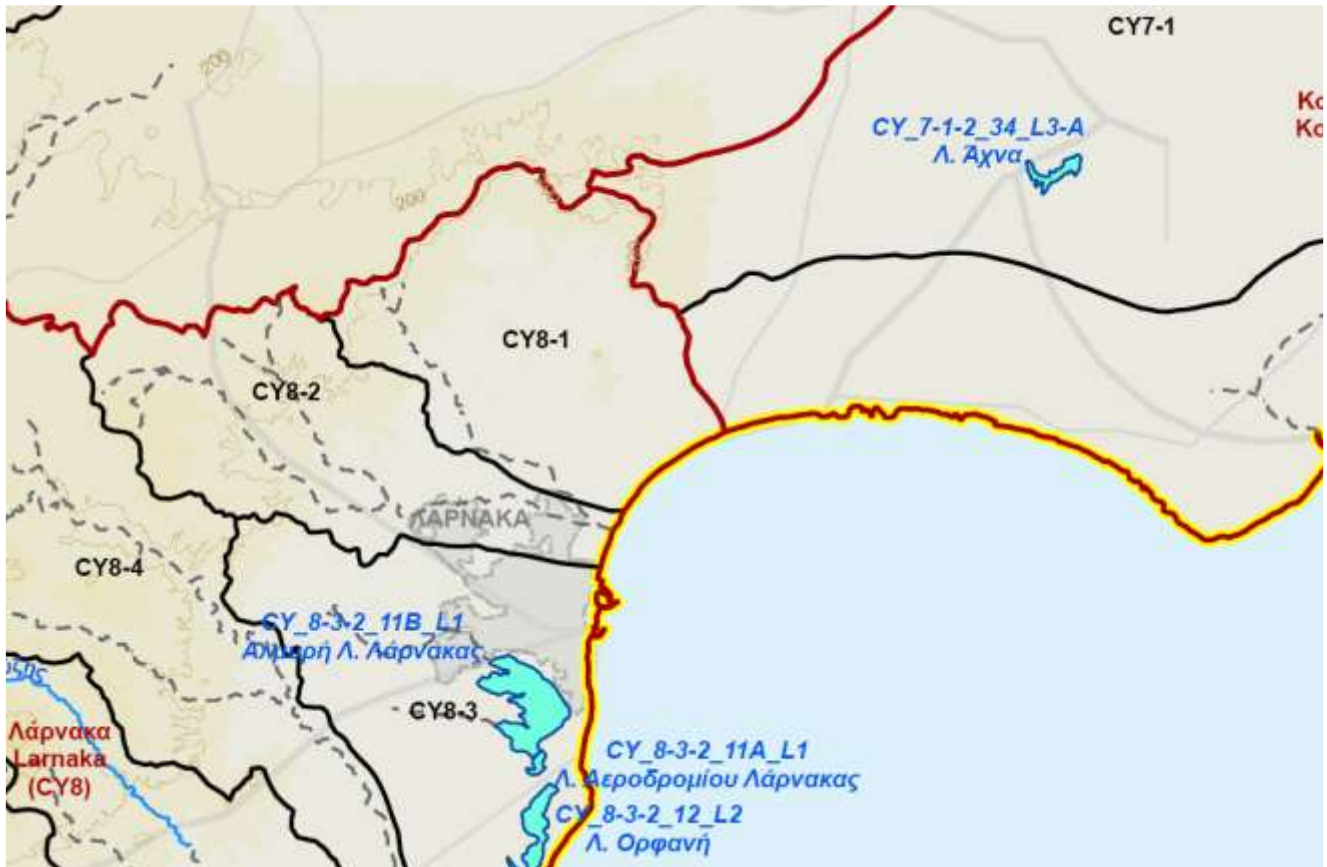 CY7-1
200
CY_7-1-2_34_L3-A
Λ. Άχνα
200
CY8-1
CY8-2
ΛΑΡΝΑΚΑ
CY8-4
CY_8-3-2_11B_L1
Αλμυρή Λ. Λάρνακας
CY8-3
Λάρνακα
Larnaka
(CY8)
CY_8-3-2_11A_L1
Λ. Αεροδρομίου Λάρνακας
CY_8-3-2_12_L2
Λ. Ορφανή